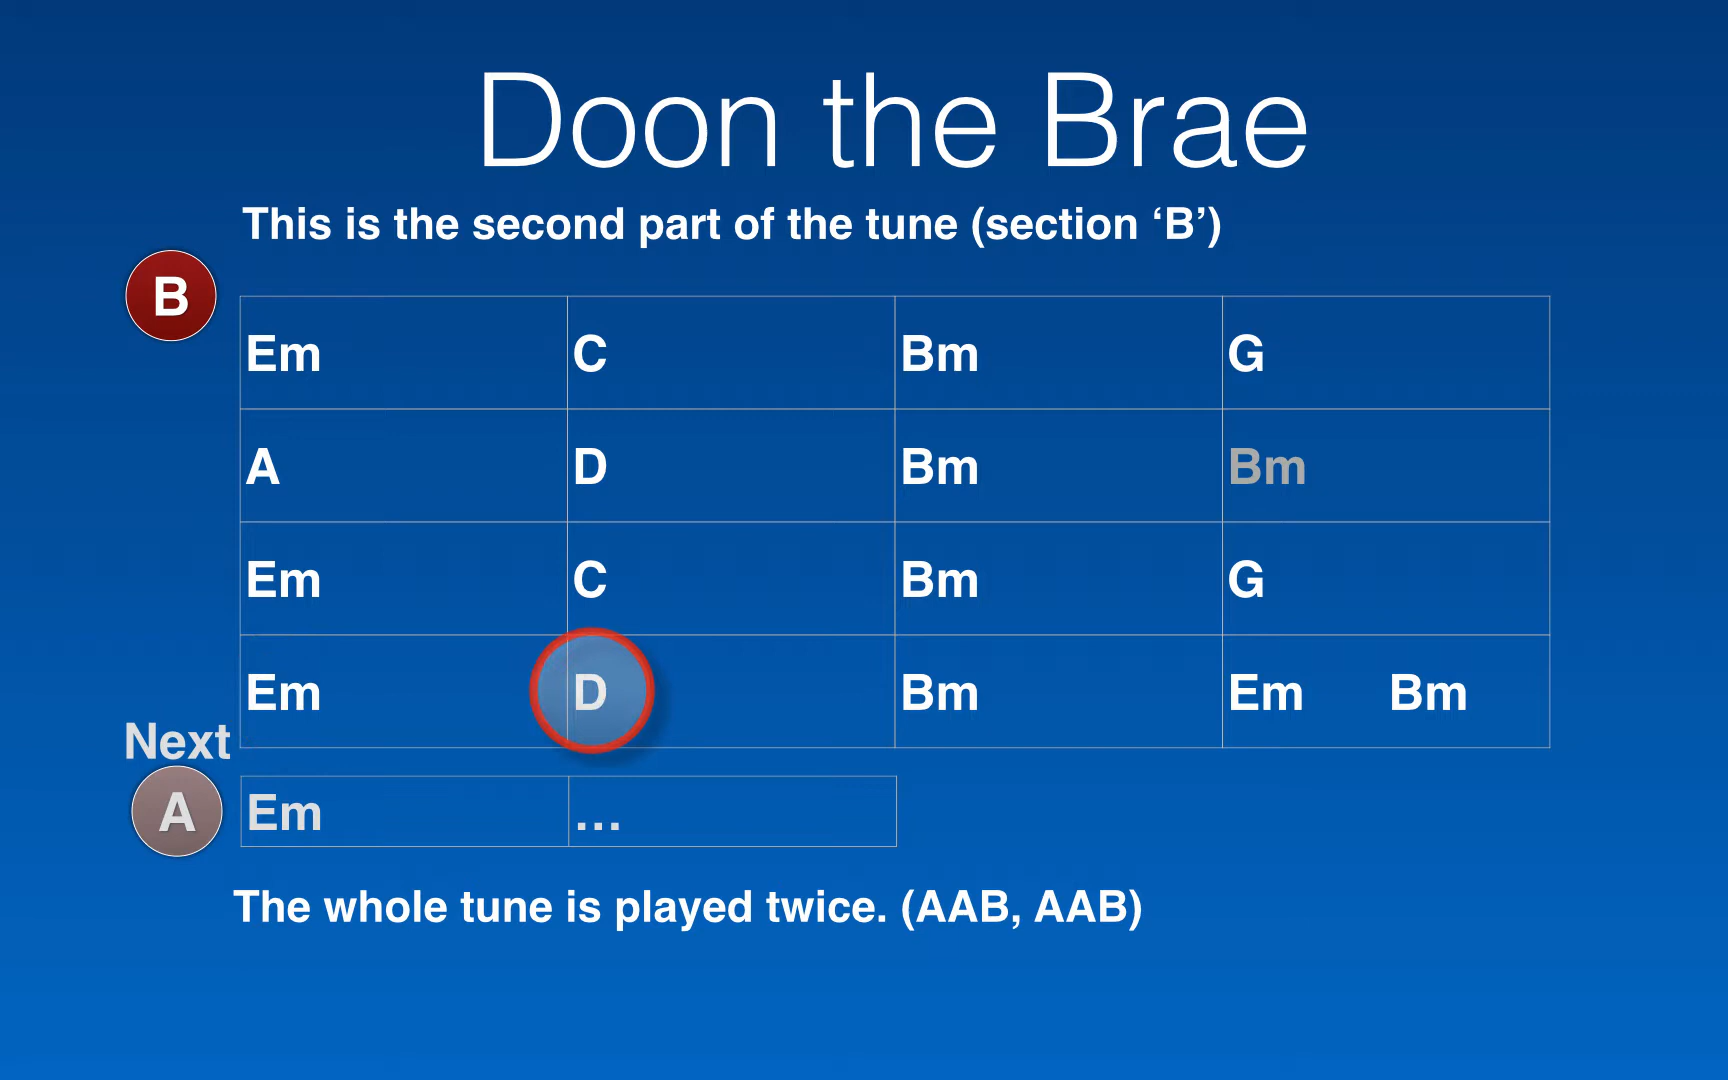 Doon the Brae
This is the second part of the tune (section ‘B’)
B
Em C Bm G
A D Bm Bm
Em C Bm G
Em D Bm Em Bm
Next
A Em ...
The whole tune is played twice. (AAB, AAB)